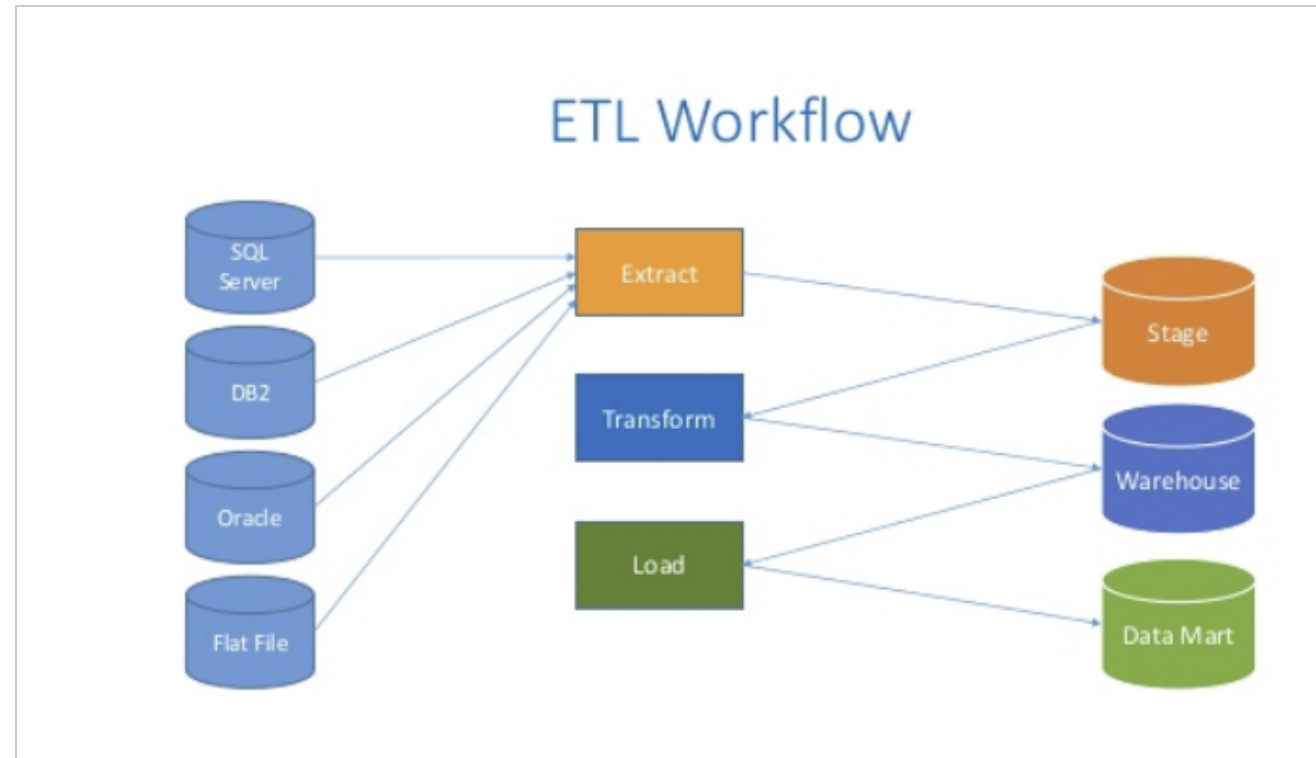 ETL Workflow
SQL
Server
DB2
Oracle
Flat File
Extract
Transform
Load
Stage
Warehouse
Data Mart